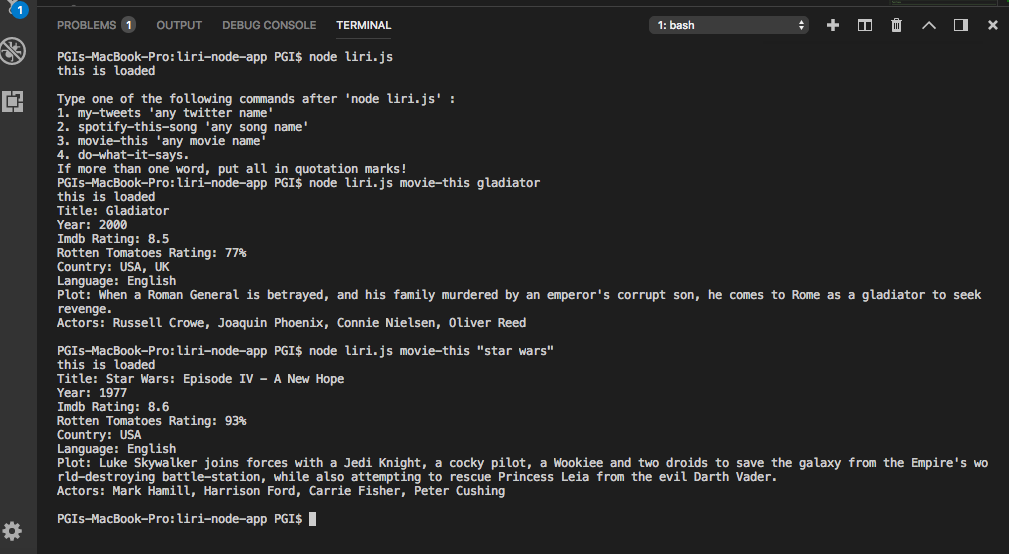 1
PROBLEMS 1 OUTPUT DEBUG CONSOLE TERMINAL 1: bash
PGIs-MacBook-Pro:liri-node-app PGI$ node liri.js
this is loaded
Type one of the following commands after 'node liri.js' :
1. my-tweets 'any twitter name'
2. spotify-this-song 'any song name'
3. movie-this 'any movie name'
4. do-what-it-says.
If more than one word, put all in quotation marks!
PGIs-MacBook-Pro:liri-node-app PGI$ node liri.js movie-this gladiator
this is loaded
Title: Gladiator
Year: 2000
Imdb Rating: 8.5
Rotten Tomatoes Rating: 77%
Country: USA, UK
Language: English
Plot: When a Roman General is betrayed, and his family murdered by an emperor's corrupt son, he comes to Rome as a gladiator to seek
revenge.
Actors: Russell Crowe, Joaquin Phoenix, Connie Nielsen, Oliver Reed
PGIs-MacBook-Pro:liri-node-app PGI$ node liri.js movie-this "star wars"
this is loaded
Title: Star Wars: Episode IV - A New Hope
Year: 1977
Imdb Rating: 8.6
Rotten Tomatoes Rating: 93%
Country: USA
Language: English
Plot: Luke Skywalker joins forces with a Jedi Knight, a cocky pilot, a Wookiee and two droids to save the galaxy from the Empire's wo
rld-destroying battle-station, while also attempting to rescue Princess Leia from the evil Darth Vader.
Actors: Mark Hamill, Harrison Ford, Carrie Fisher, Peter Cushing
PGIs-MacBook-Pro:liri-node-app PGI$